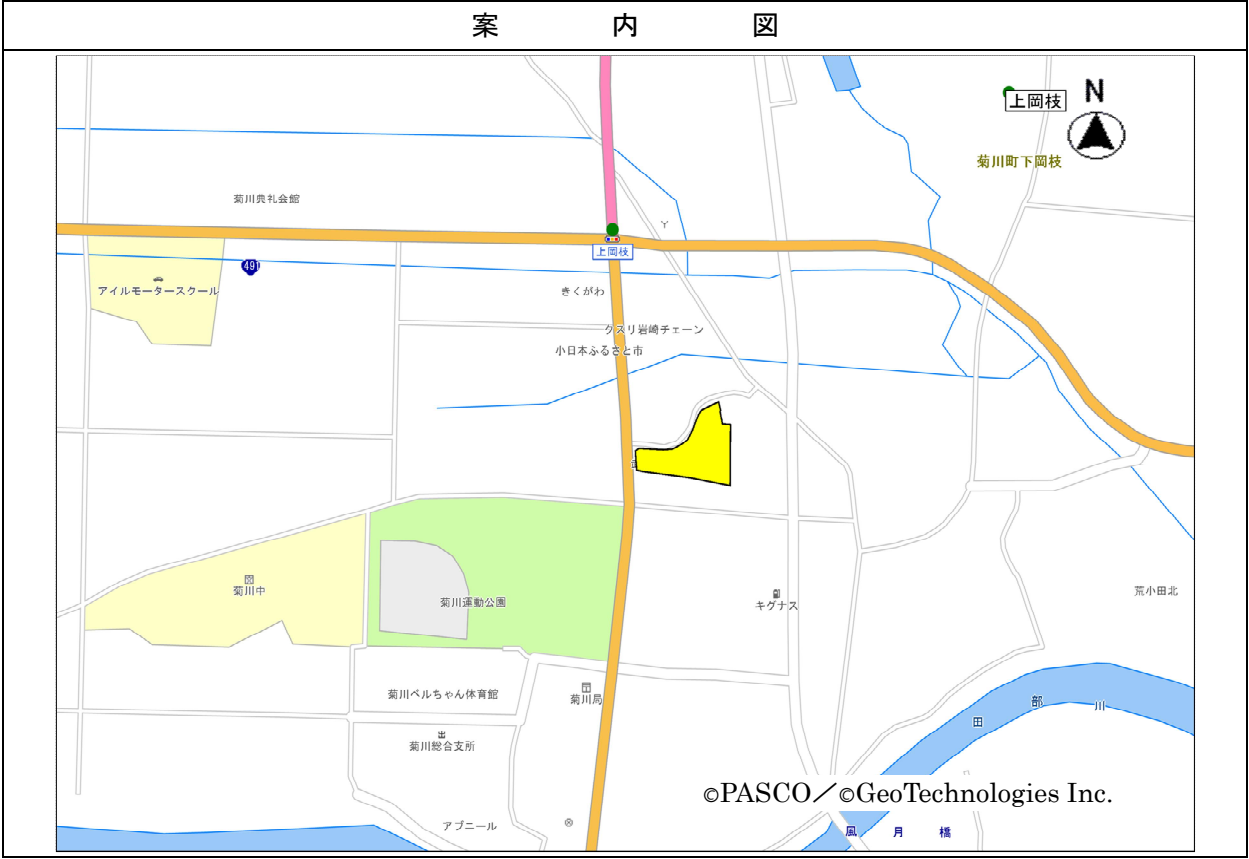 案内図
上岡枝
N
菊川町下岡枝
菊川典礼会館
上岡枝
491
アイルモータースクール
きくがわ
クスリ岩崎チェーン
小日本ふるさと市
菊川中
菊川運動公園
キグナス
荒小田北
菊川ベルちゃん体育館
菊川局
田部川
菊川総合支所
©PASCO／©GeoTechnologies Inc.
アブニール
風月橋